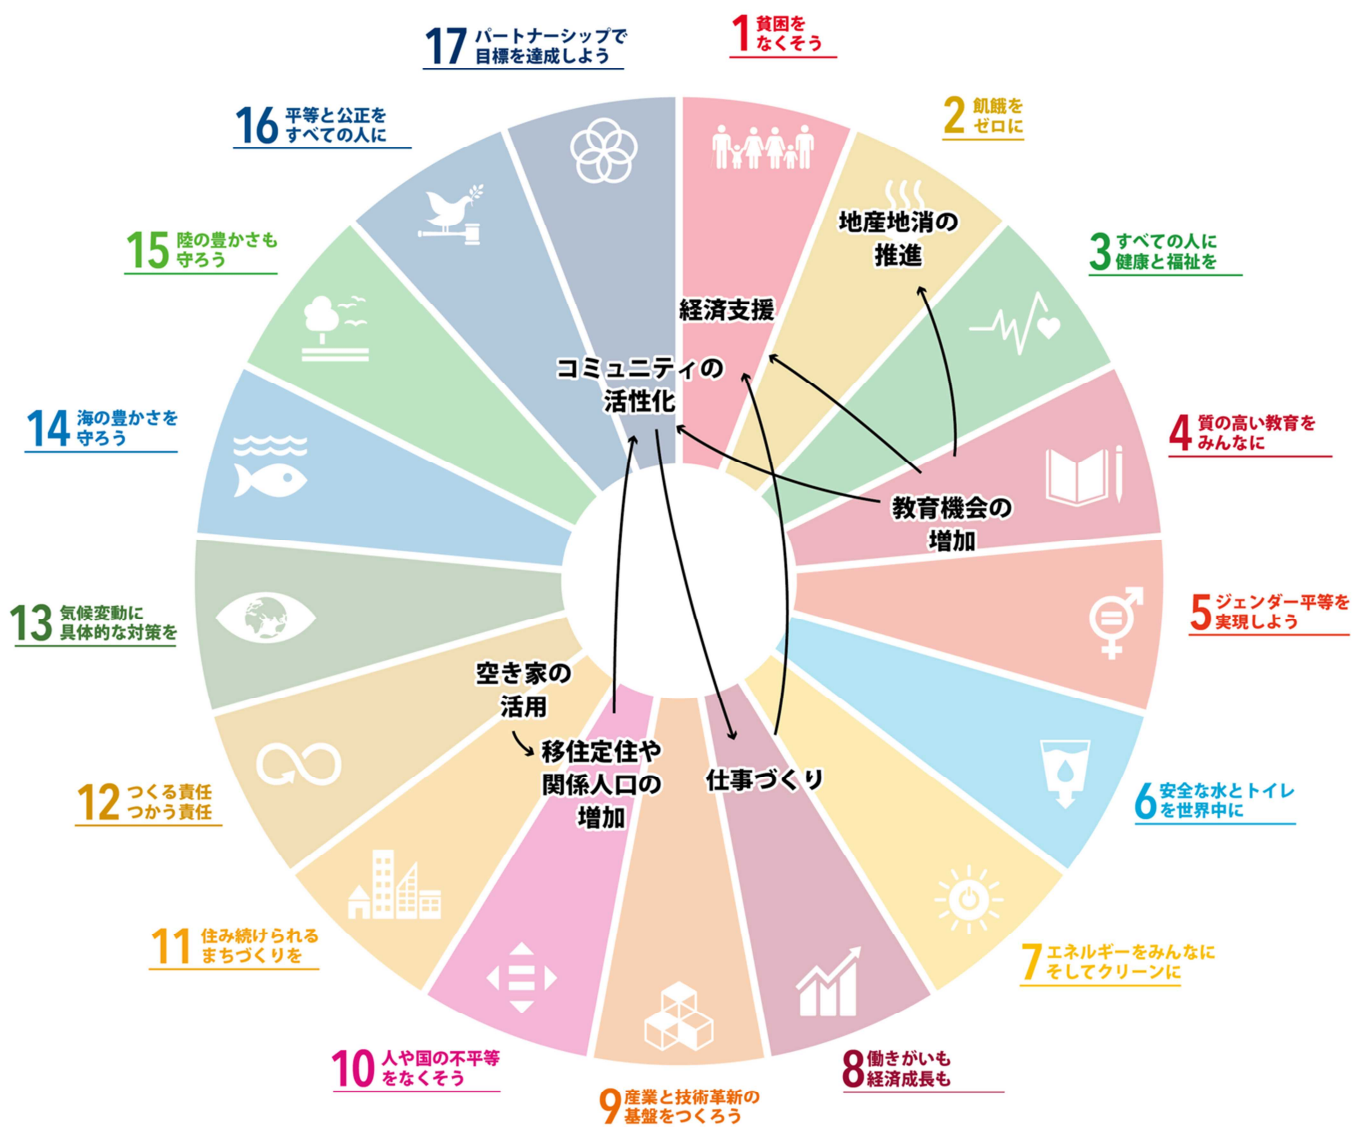 1 貧困を
なくそう
2 飢餓を
ゼロに
3 すべての人に
健康と福祉を
4 質の高い教育を
みんなに
5 ジェンダー平等を
実現しよう
6 安全な水とトイレ
を世界中に
7 エネルギーをみんなに
そしてクリーンに
8 働きがいも
経済成長も
9 産業と技術革新の
基盤をつくろう
10 人や国の不平等
をなくそう
11 住み続けられる
まちづくりを
12 つくる責任
つかう責任
13 気候変動に
具体的な対策を
14 海の豊かさを
守ろう
15 陸の豊かさも
守ろう
16 平等と公正を
すべての人に
17 パートナーシップで
目標を達成しよう
地産地消の
推進
経済支援
コミュニティの
活性化
教育機会の
増加
空き家の
活用
移住定住や
関係人口の
増加
仕事づくり